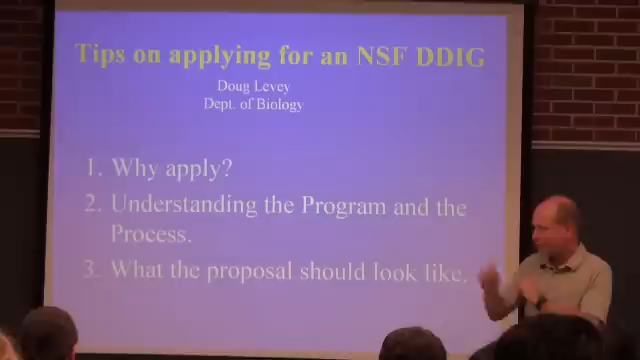 Tips on applying for an NSF DDIG
Doug Levey
Dept. of Biology
1. Why apply?
2. Understanding the Program and the
Process.
3. What the proposal should look like.